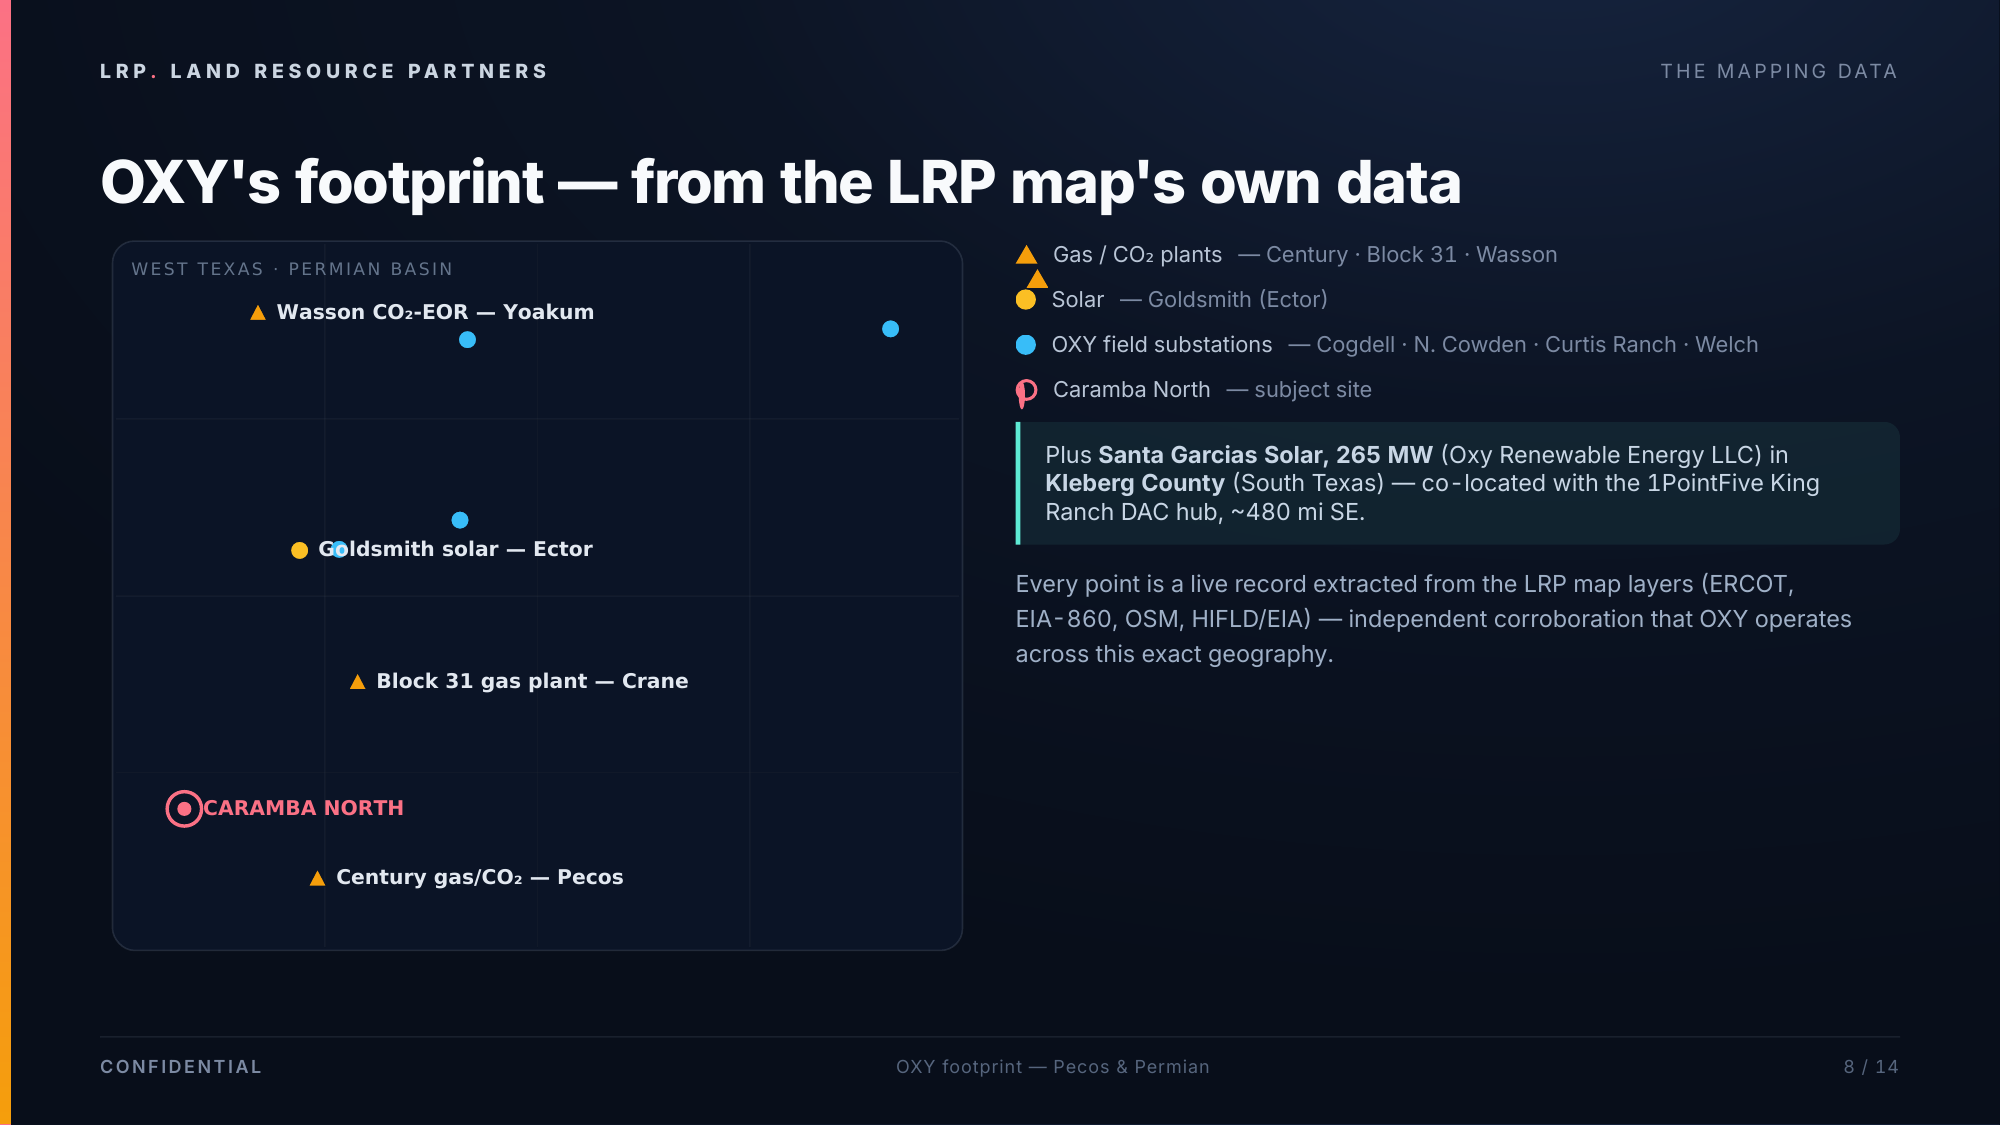 LRP. LAND RESOURCE PARTNERS
THE MAPPING DATA
OXY's footprint — from the LRP map's own data
WEST TEXAS · PERMIAN BASIN
Wasson CO₂-EOR — Yoakum
Goldsmith solar — Ector
Block 31 gas plant — Crane
CARAMBA NORTH
Century gas/CO₂ — Pecos
Gas / CO₂ plants — Century · Block 31 · Wasson
Solar — Goldsmith (Ector)
OXY field substations — Cogdell · N. Cowden · Curtis Ranch · Welch
Caramba North — subject site
Plus Santa Garcias Solar, 265 MW (Oxy Renewable Energy LLC) in
Kleberg County (South Texas) — co-located with the 1PointFive King
Ranch DAC hub, ~480 mi SE.
Every point is a live record extracted from the LRP map layers (ERCOT,
EIA-860, OSM, HIFLD/EIA) — independent corroboration that OXY operates
across this exact geography.
CONFIDENTIAL
OXY footprint — Pecos & Permian
8 / 14